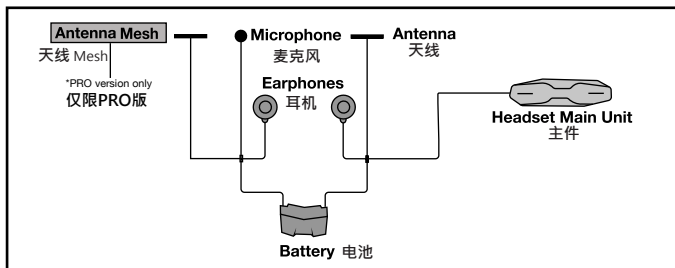 Antenna Mesh
天线 Mesh
*PRO version only
仅限PRO版
Microphone
麦克风
Antenna
天线
Earphones
耳机
Headset Main Unit
主件
Battery 电池